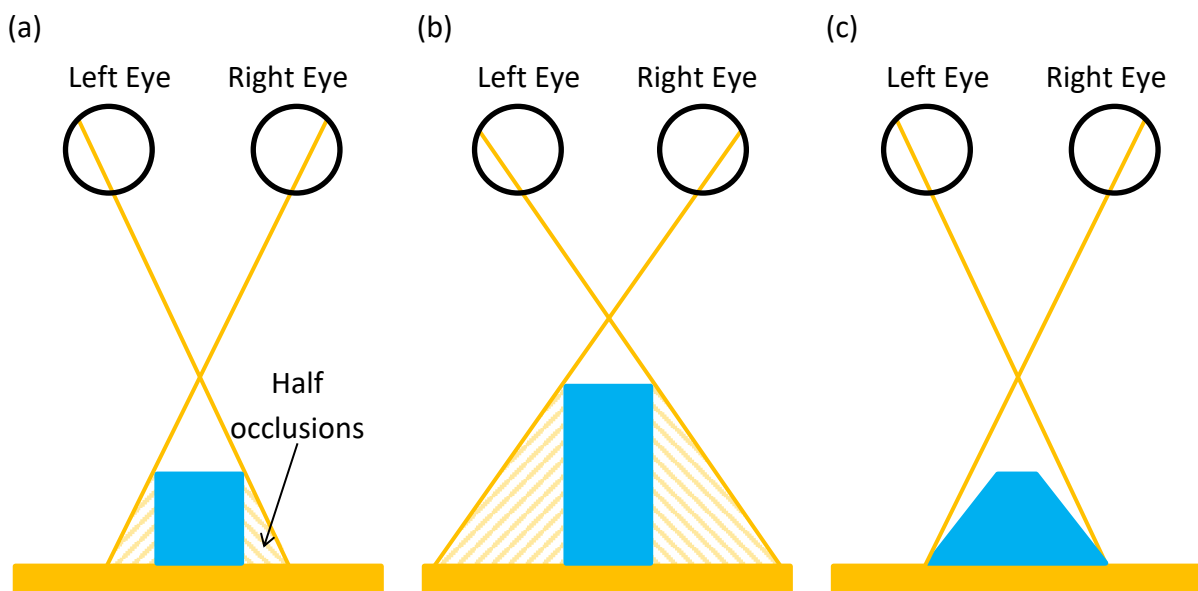 (a)
(b)
(c)
Left Eye
Right Eye
Left Eye
Right Eye
Left Eye
Right Eye
Half
occlusions